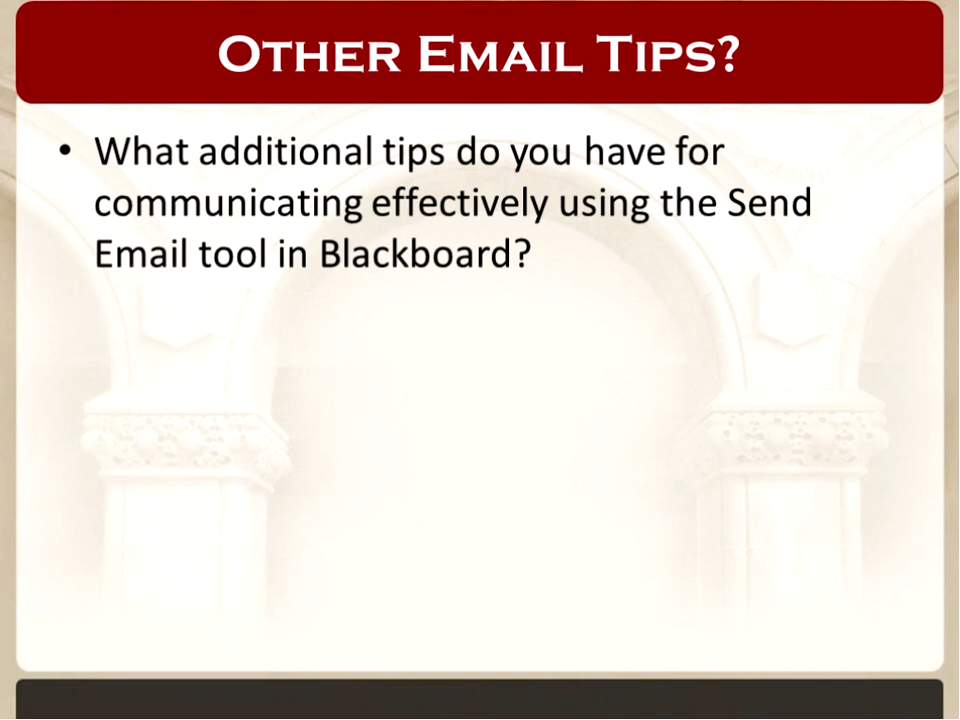 OTHER EMAIL TIPS?
• What additional tips do you have for
communicating effectively using the Send
Email tool in Blackboard?